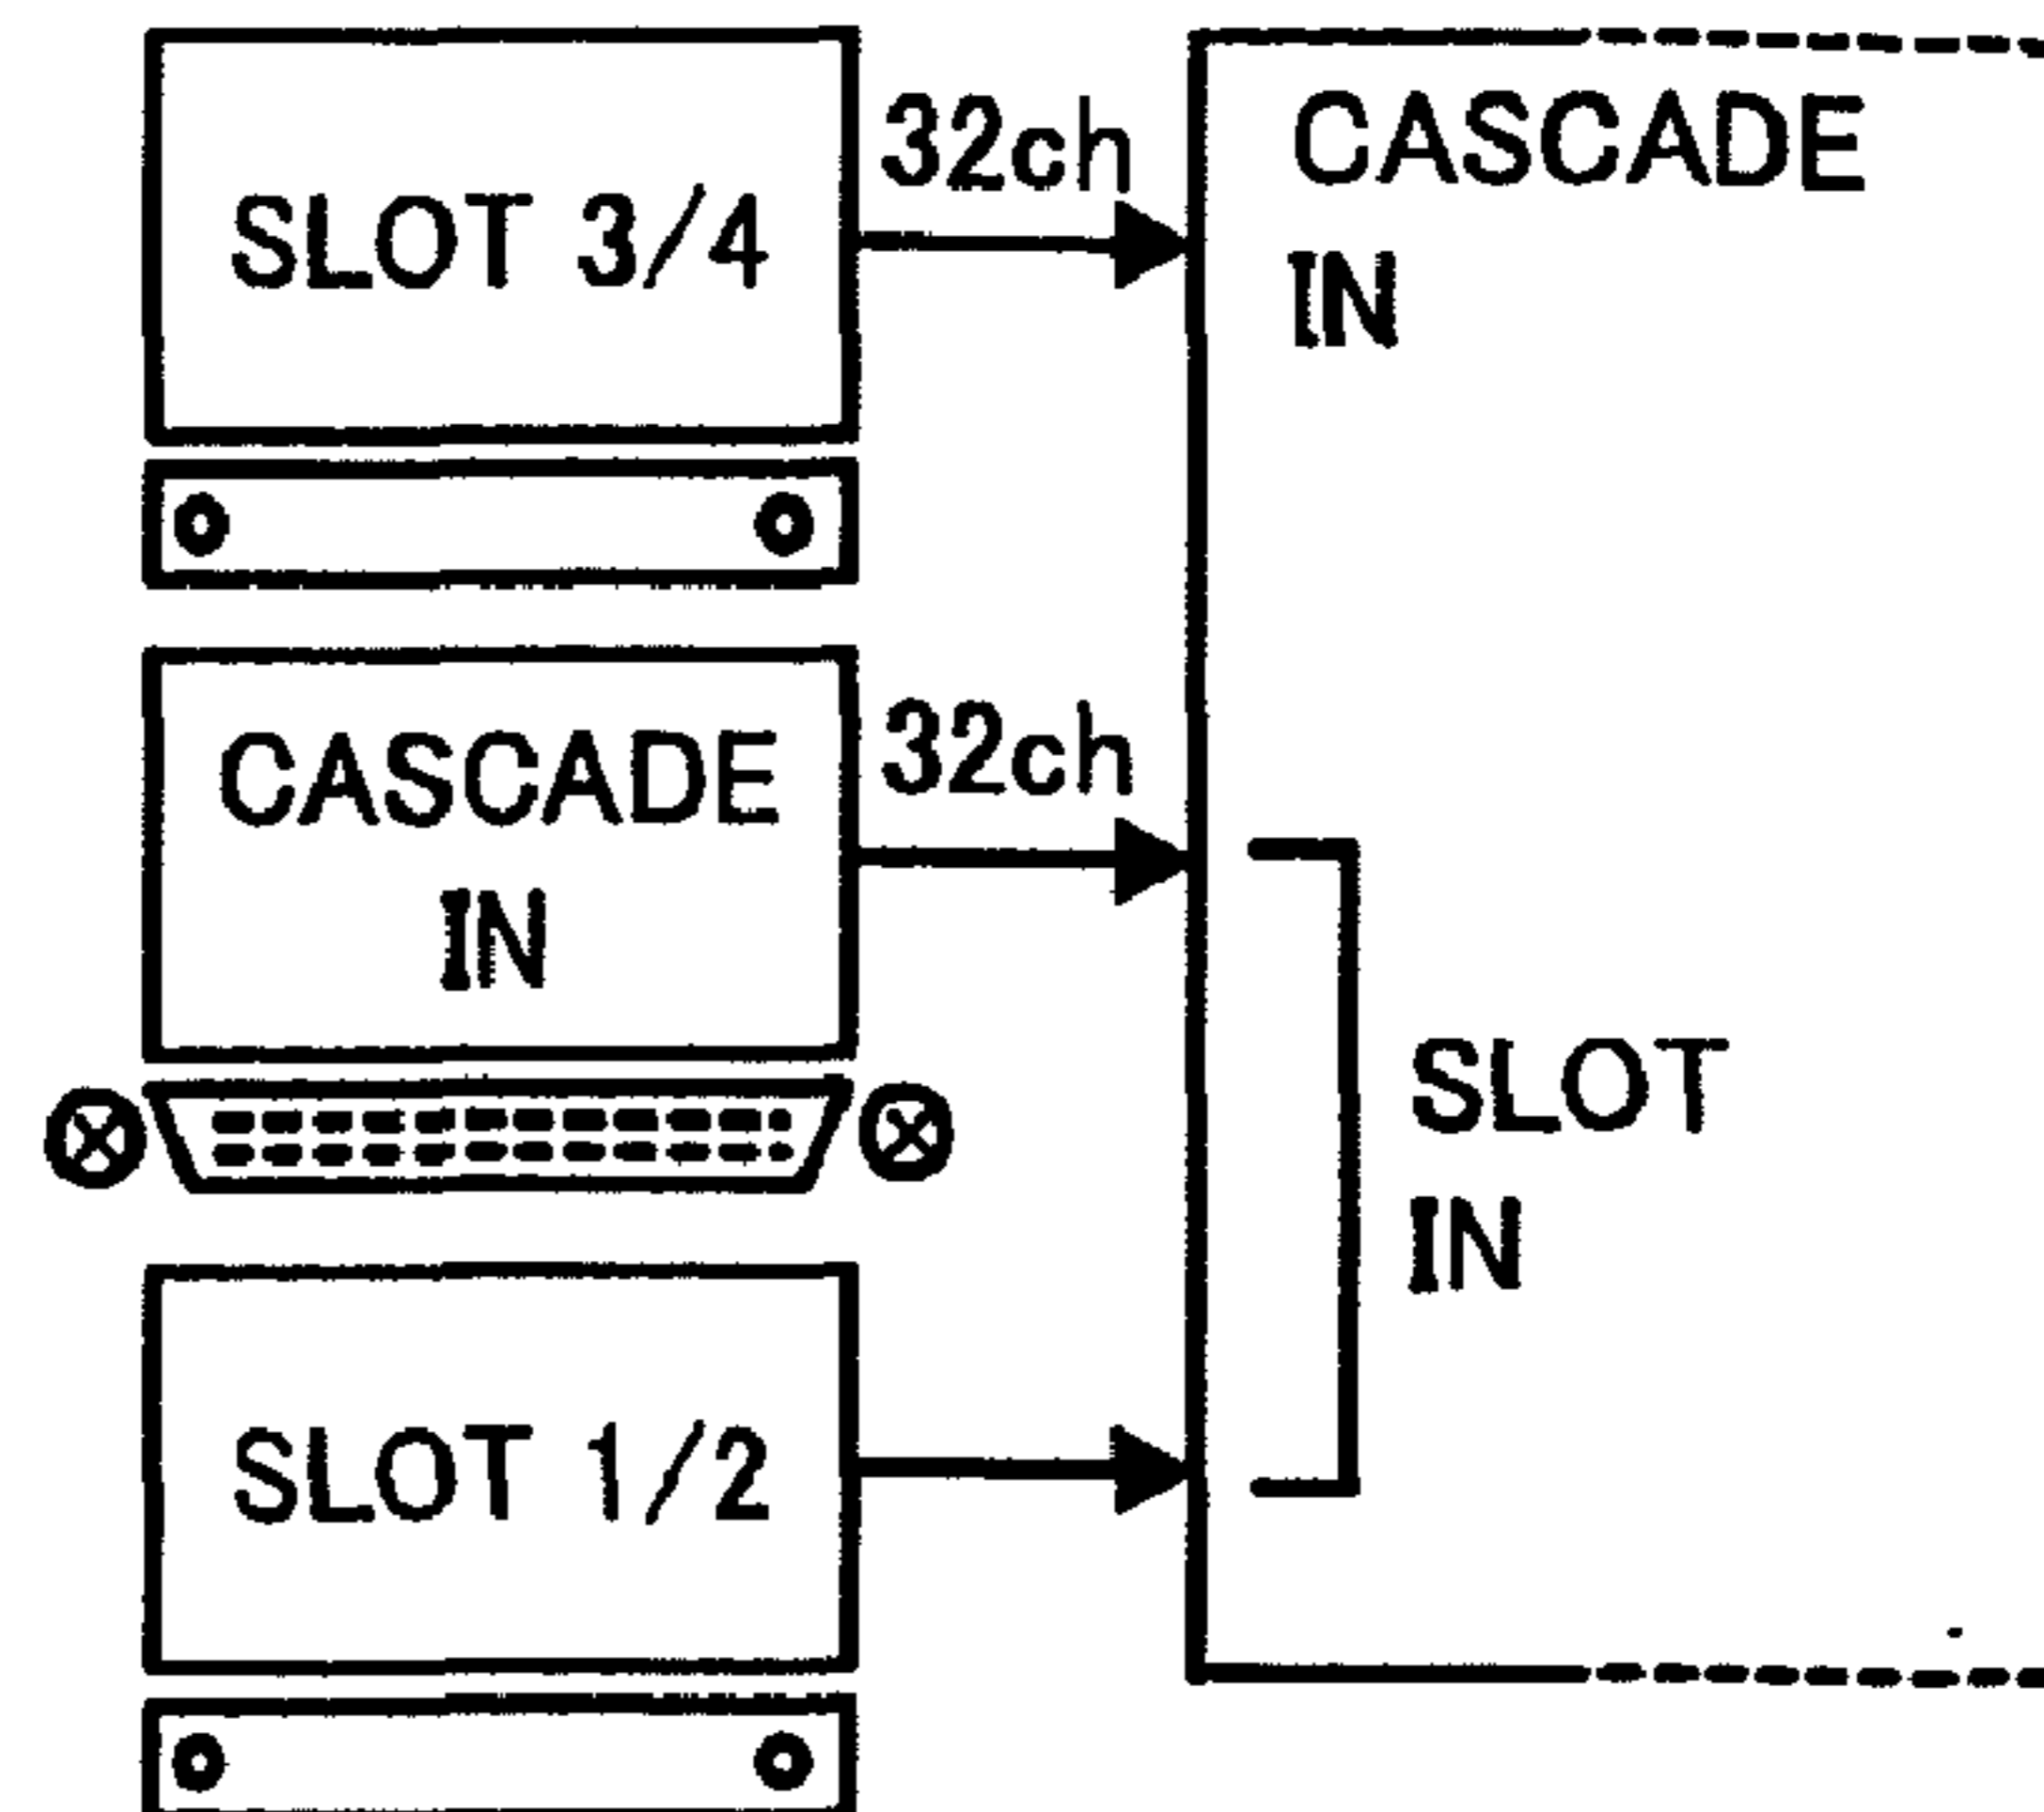 SLOT 3/4
32ch
CASCADE
IN
CASCADE
IN
32ch
SLOT
IN
SLOT 1/2